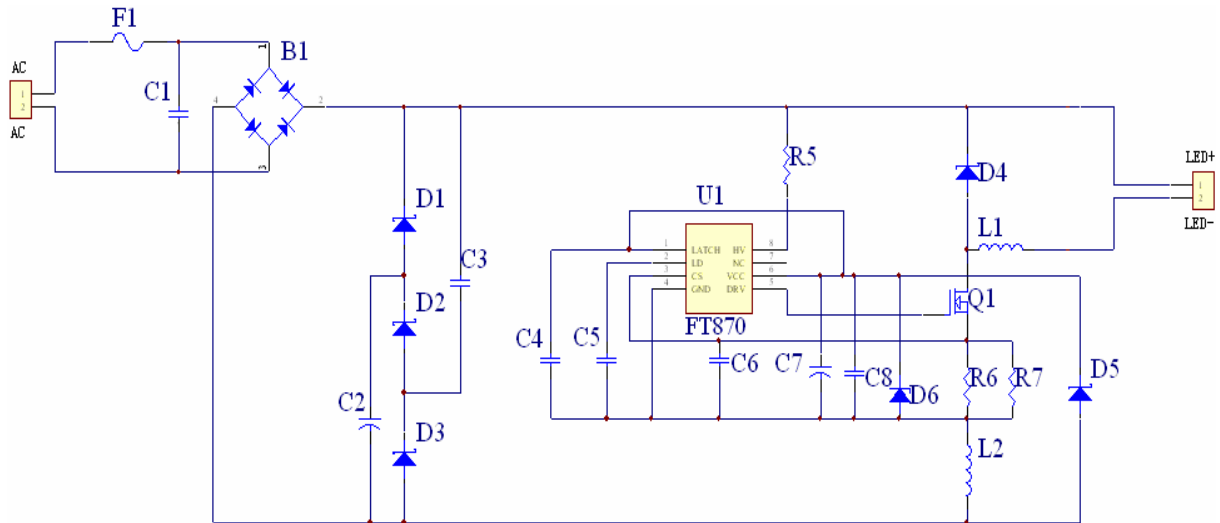 F1
B1
AC
1
2
AC
C1
1
4
2
3
D1
C3
D2
C2
D3
R5
U1
1 LATCH HV 8
2 LD NC 7
3 CS VCC 6
4 GND DRV 5
FT870
C4
C5
C6
C7
C8
D6
D4
L1
Q1
R6
R7
D5
L2
LED+
1
2
LED-